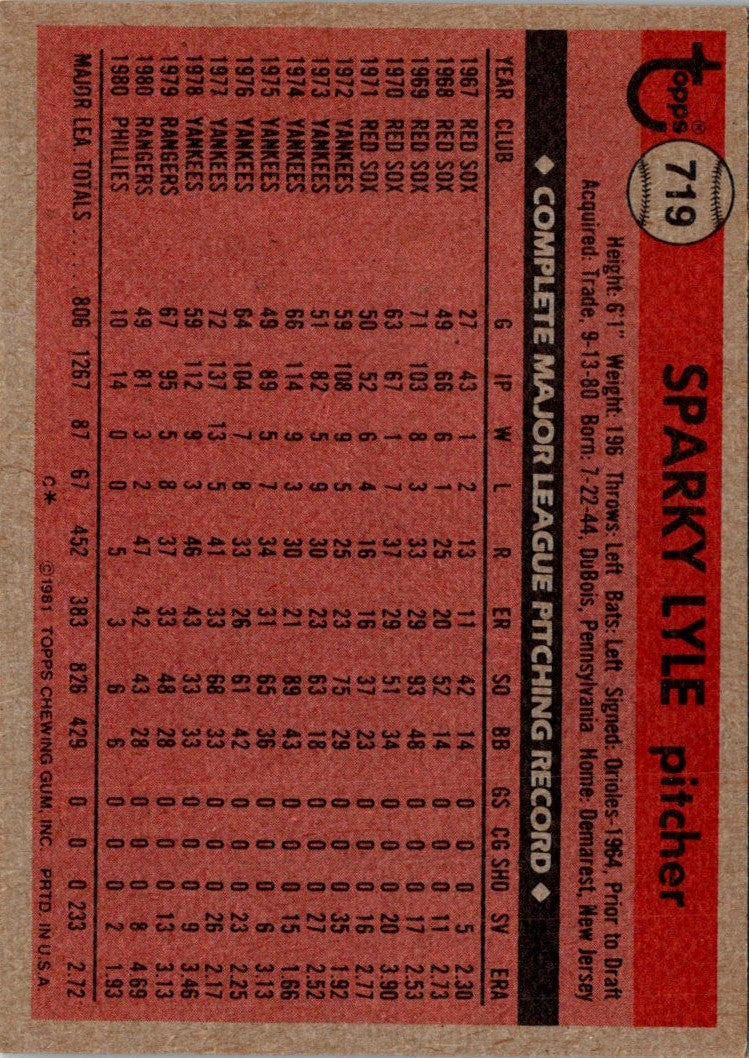 topps® 719 SPARKY LYLE pitcher
Height: 6'1" Weight: 196 Throws: Left Bats: Left Signed: Orioles-1964, Prior to Draft
Acquired: Trade, 9-13-80 Born: 7-22-44, DuBois, Pennsylvania Home: Demarest, New Jersey
◆ COMPLETE MAJOR LEAGUE PITCHING RECORD ◆
YEAR CLUB G IP W L R ER SO BB GS CG SHO SV ERA
1967 RED SOX 27 43 1 2 13 11 42 14 0 0 0 5 2.30
1968 RED SOX 49 66 6 1 25 20 52 14 0 0 0 11 2.73
1969 RED SOX 71 103 8 3 33 29 93 48 0 0 0 17 2.53
1970 RED SOX 63 67 1 7 37 29 51 34 0 0 0 20 3.90
1971 RED SOX 50 52 6 4 16 16 37 23 0 0 0 16 2.77
1972 YANKEES 59 108 9 5 25 23 75 29 0 0 0 35 1.92
1973 YANKEES 51 82 5 9 30 23 63 18 0 0 0 27 2.52
1974 YANKEES 66 114 9 3 30 21 89 43 0 0 0 15 1.66
1975 YANKEES 49 89 5 7 34 31 65 36 0 0 0 6 3.13
1976 YANKEES 64 104 7 8 33 26 61 42 0 0 0 23 2.25
1977 YANKEES 72 137 13 5 41 33 68 33 0 0 0 26 2.17
1978 YANKEES 59 112 9 3 46 43 33 33 0 0 0 9 3.46
1979 RANGERS 67 95 5 8 37 33 48 28 0 0 0 13 3.13
1980 RANGERS 49 81 3 2 47 42 43 28 0 0 0 8 4.69
1980 PHILLIES 10 14 0 0 5 3 6 6 0 0 0 2 1.93
MAJOR LEA TOTALS...... 806 1267 87 67 452 383 826 429 0 0 0 233 2.72
C* ©1981 TOPPS CHEWING GUM, INC. PRTD. IN U.S.A.